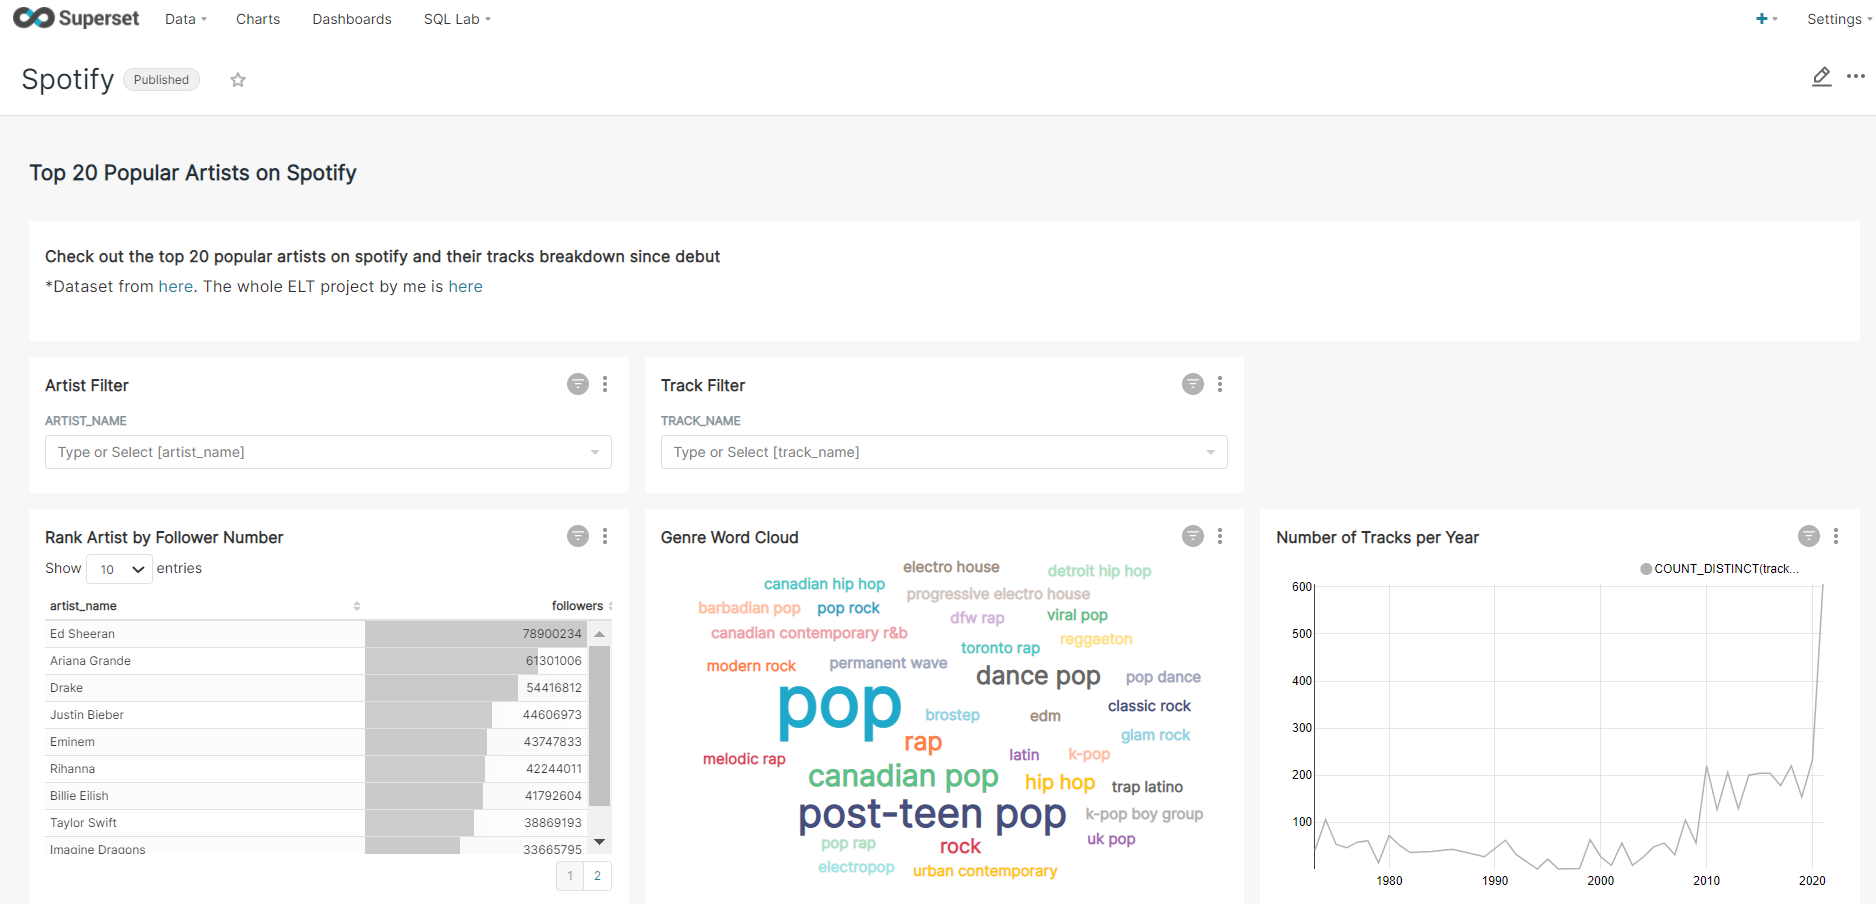 Superset Data Charts Dashboards SQL Lab + Settings
Spotify Published
Top 20 Popular Artists on Spotify
Check out the top 20 popular artists on spotify and their tracks breakdown since debut
*Dataset from here. The whole ELT project by me is here
Artist Filter
ARTIST_NAME
Type or Select [artist_name]
Track Filter
TRACK_NAME
Type or Select [track_name]
Rank Artist by Follower Number
Show 10 entries
artist_name followers
Ed Sheeran 78900234
Ariana Grande 61301006
Drake 54416812
Justin Bieber 44606973
Eminem 43747833
Rihanna 42244011
Billie Eilish 41792604
Taylor Swift 38869193
Imagine Dragons 33665795
1 2
Genre Word Cloud
electro house
detroit hip hop
canadian hip hop
progressive electro house
barbadian pop
pop rock
dfw rap
viral pop
canadian contemporary r&b
reggaeton
toronto rap
modern rock
permanent wave
dance pop
pop dance
pop
classic rock
brostep
edm
glam rock
rap
latin
k-pop
melodic rap
canadian pop
hip hop
trap latino
post-teen pop
k-pop boy group
uk pop
pop rap
rock
electropop
urban contemporary
Number of Tracks per Year
COUNT_DISTINCT(track...
600
500
400
300
200
100
1980 1990 2000 2010 2020